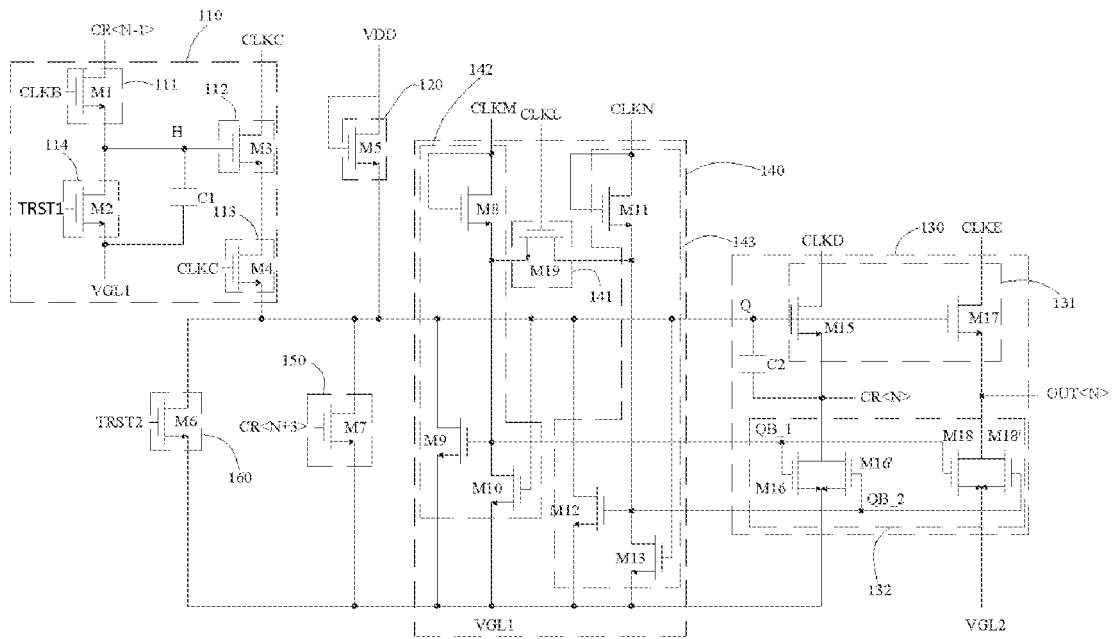 CR<N-1>
110
CLKC
VDD
142
111
112
120
CLKM
CLKL
CLKN
CLKB
M1
H
M3
M5
140
114
M8
M11
143
130
CLKE
C1
113
CLKD
TRST1
M2
M19
141
131
CLKC
M4
VGL1
Q
M15
M17
150
C2
TRST2
M6
CR<N+3>
M7
CR<N>
OUT<N>
M9
QB_1
M18
M18'
160
M10
M16
M16'
M12
QB_2
M13
132
VGL1
VGL2